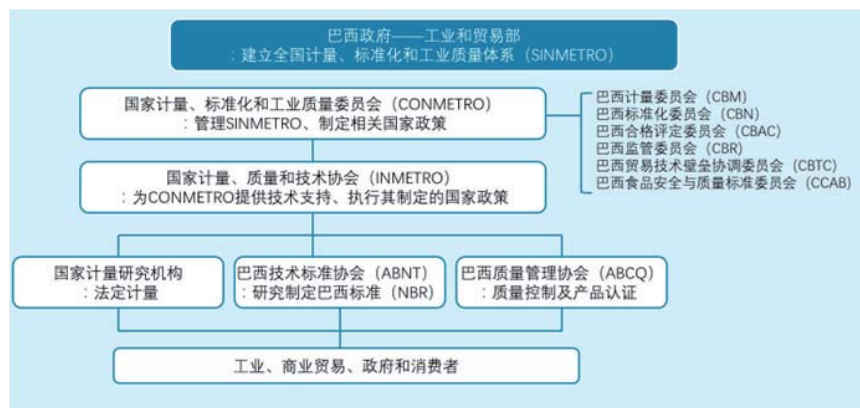 巴西政府——工业和贸易部
：建立全国计量、标准化和工业质量体系（SINMETRO）
国家计量、标准化和工业质量委员会（CONMETRO）
：管理SINMETRO、制定相关国家政策
巴西计量委员会（CBM）
巴西标准化委员会（CBN）
巴西合格评定委员会（CBAC）
巴西监管委员会（CBR）
巴西贸易技术壁垒协调委员会（CBTC）
巴西食品安全与质量标准委员会（CCAB）
国家计量、质量和技术协会（INMETRO）
：为CONMETRO提供技术支持、执行其制定的国家政策
国家计量研究机构
：法定计量
巴西技术标准协会（ABNT）
：研究制定巴西标准（NBR）
巴西质量管理协会（ABCQ）
：质量控制及产品认证
工业、商业贸易、政府和消费者